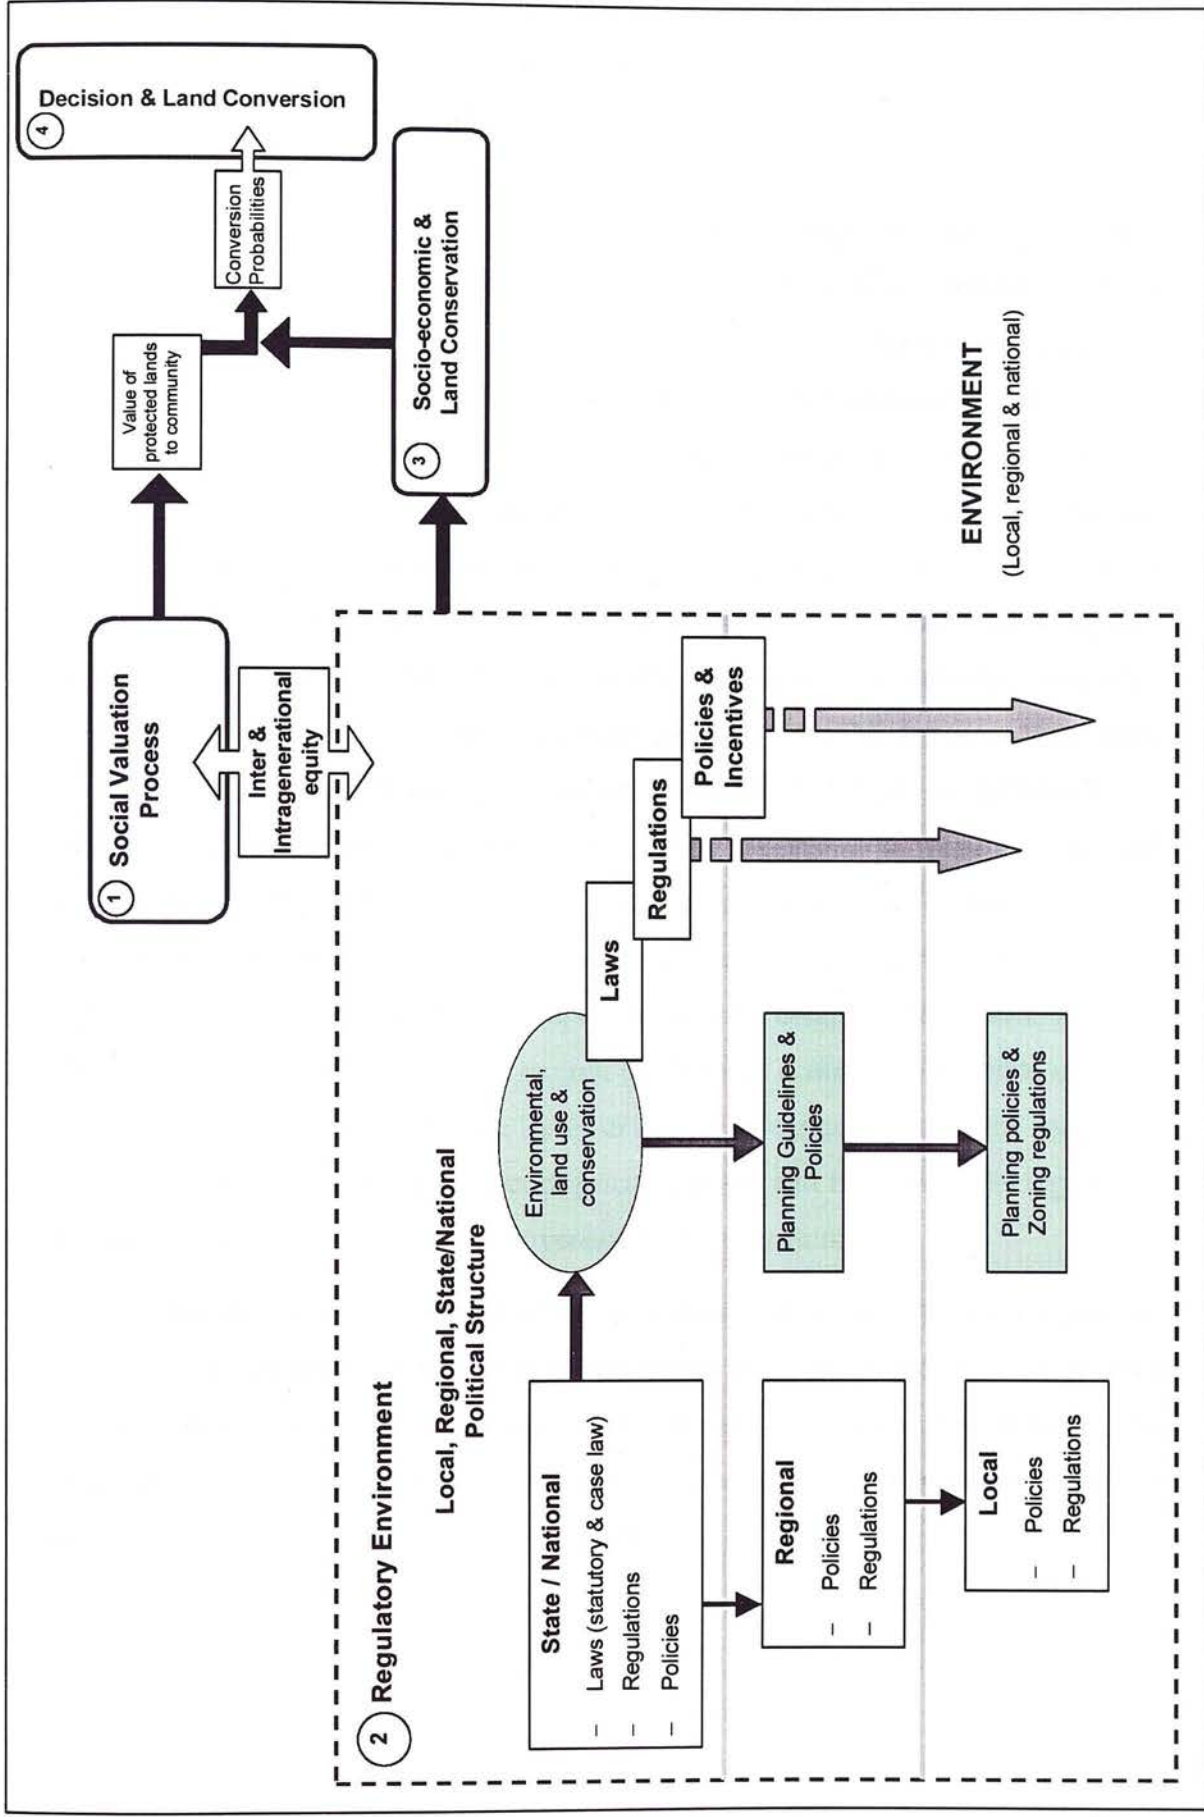 1
Social Valuation
Process
Inter &
Intragenerational
equity
Value of
protected lands
to community
Conversion
Probabilities
4
Decision & Land Conversion
3
Socio-economic &
Land Conservation
2
Regulatory Environment
Local, Regional, State/National
Political Structure
State / National
– Laws (statutory & case law)
– Regulations
– Policies
Environmental,
land use &
conservation
Laws
Regulations
Policies &
Incentives
Regional
– Policies
– Regulations
Planning Guidelines &
Policies
Local
– Policies
– Regulations
Planning policies &
Zoning regulations
ENVIRONMENT
(Local, regional & national)